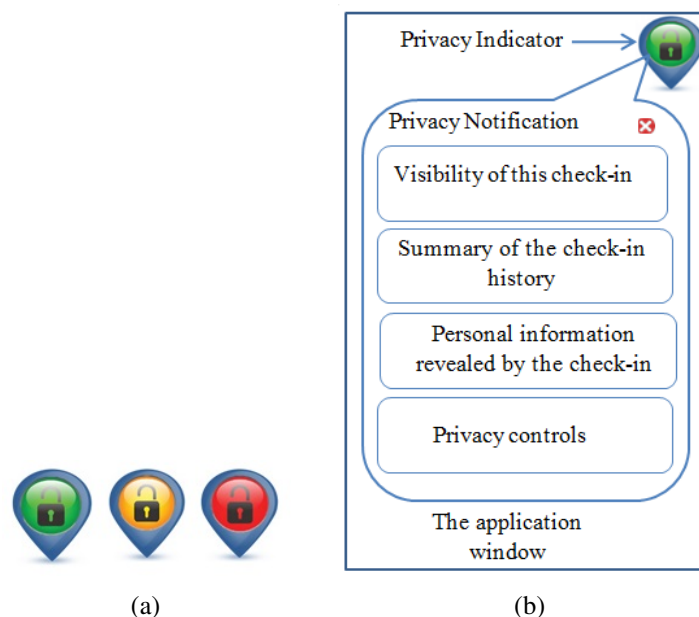 Privacy Indicator
Privacy Notification
Visibility of this check-in
Summary of the check-in
history
Personal information
revealed by the check-in
Privacy controls
The application
window
(a)
(b)